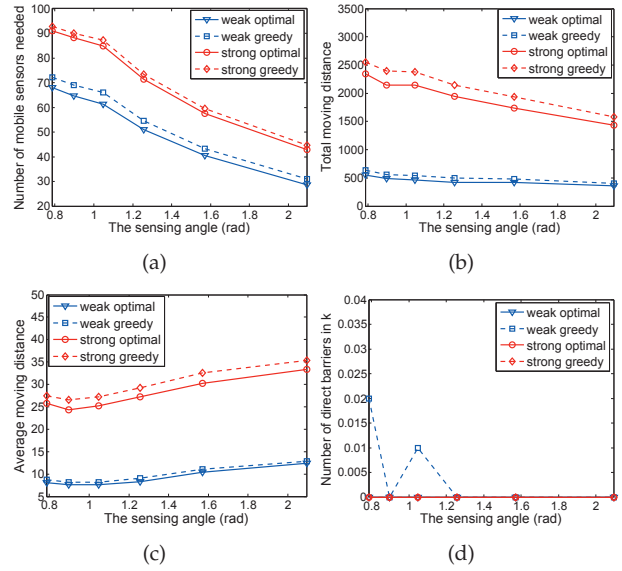 Number of mobile sensors needed
100
90
80
70
60
50
40
30
20
weak optimal
weak greedy
strong optimal
strong greedy
0.8 1 1.2 1.4 1.6 1.8 2
The sensing angle (rad)
(a)
Total moving distance
3500
3000
2500
2000
1500
1000
500
0
weak optimal
weak greedy
strong optimal
strong greedy
0.8 1 1.2 1.4 1.6 1.8 2
The sensing angle (rad)
(b)
Average moving distance
50
45
40
35
30
25
20
15
10
5
weak optimal
weak greedy
strong optimal
strong greedy
0.8 1 1.2 1.4 1.6 1.8 2
The sensing angle (rad)
(c)
Number of direct barriers in k
0.04
0.035
0.03
0.025
0.02
0.015
0.01
0.005
0
weak optimal
weak greedy
strong optimal
strong greedy
0.8 1 1.2 1.4 1.6 1.8 2
The sensing angle (rad)
(d)